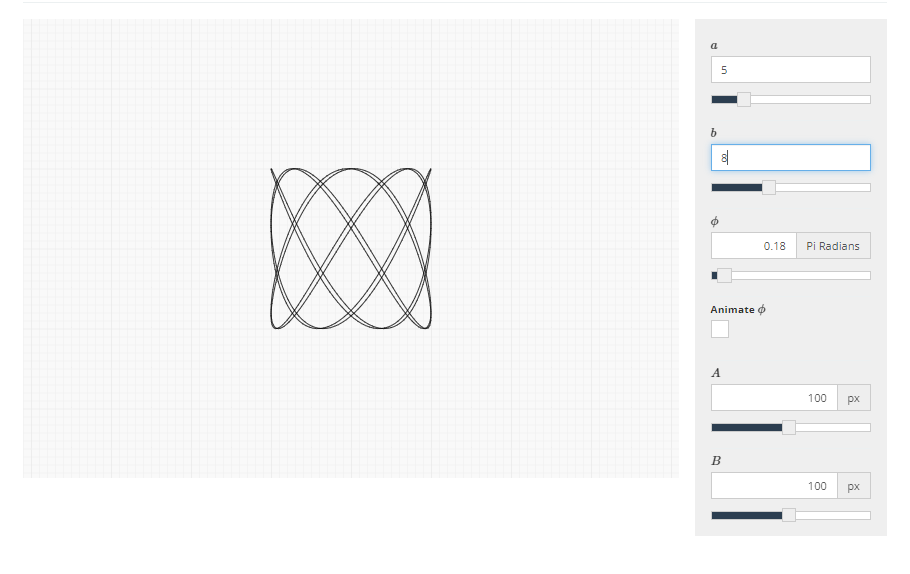 a
5
b
8
ϕ
0.18 Pi Radians
Animate ϕ
A
100 px
B
100 px